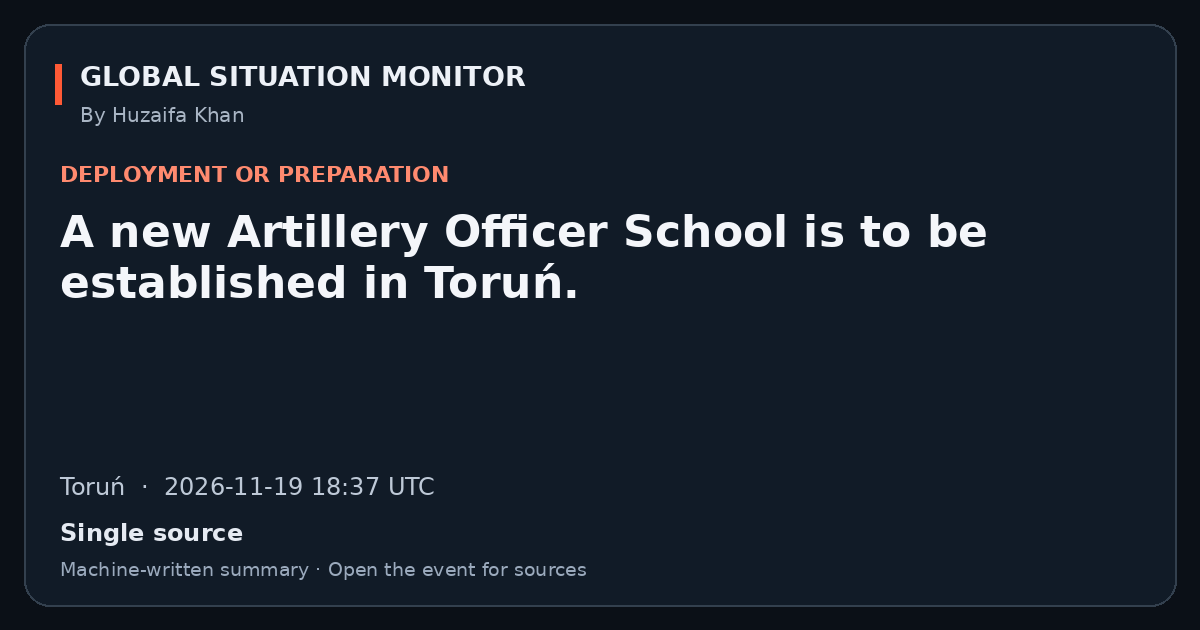 GLOBAL SITUATION MONITOR
By Huzaifa Khan
DEPLOYMENT OR PREPARATION
A new Artillery Officer School is to be
established in Toruń.
Toruń · 2026-11-19 18:37 UTC
Single source
Machine-written summary · Open the event for sources